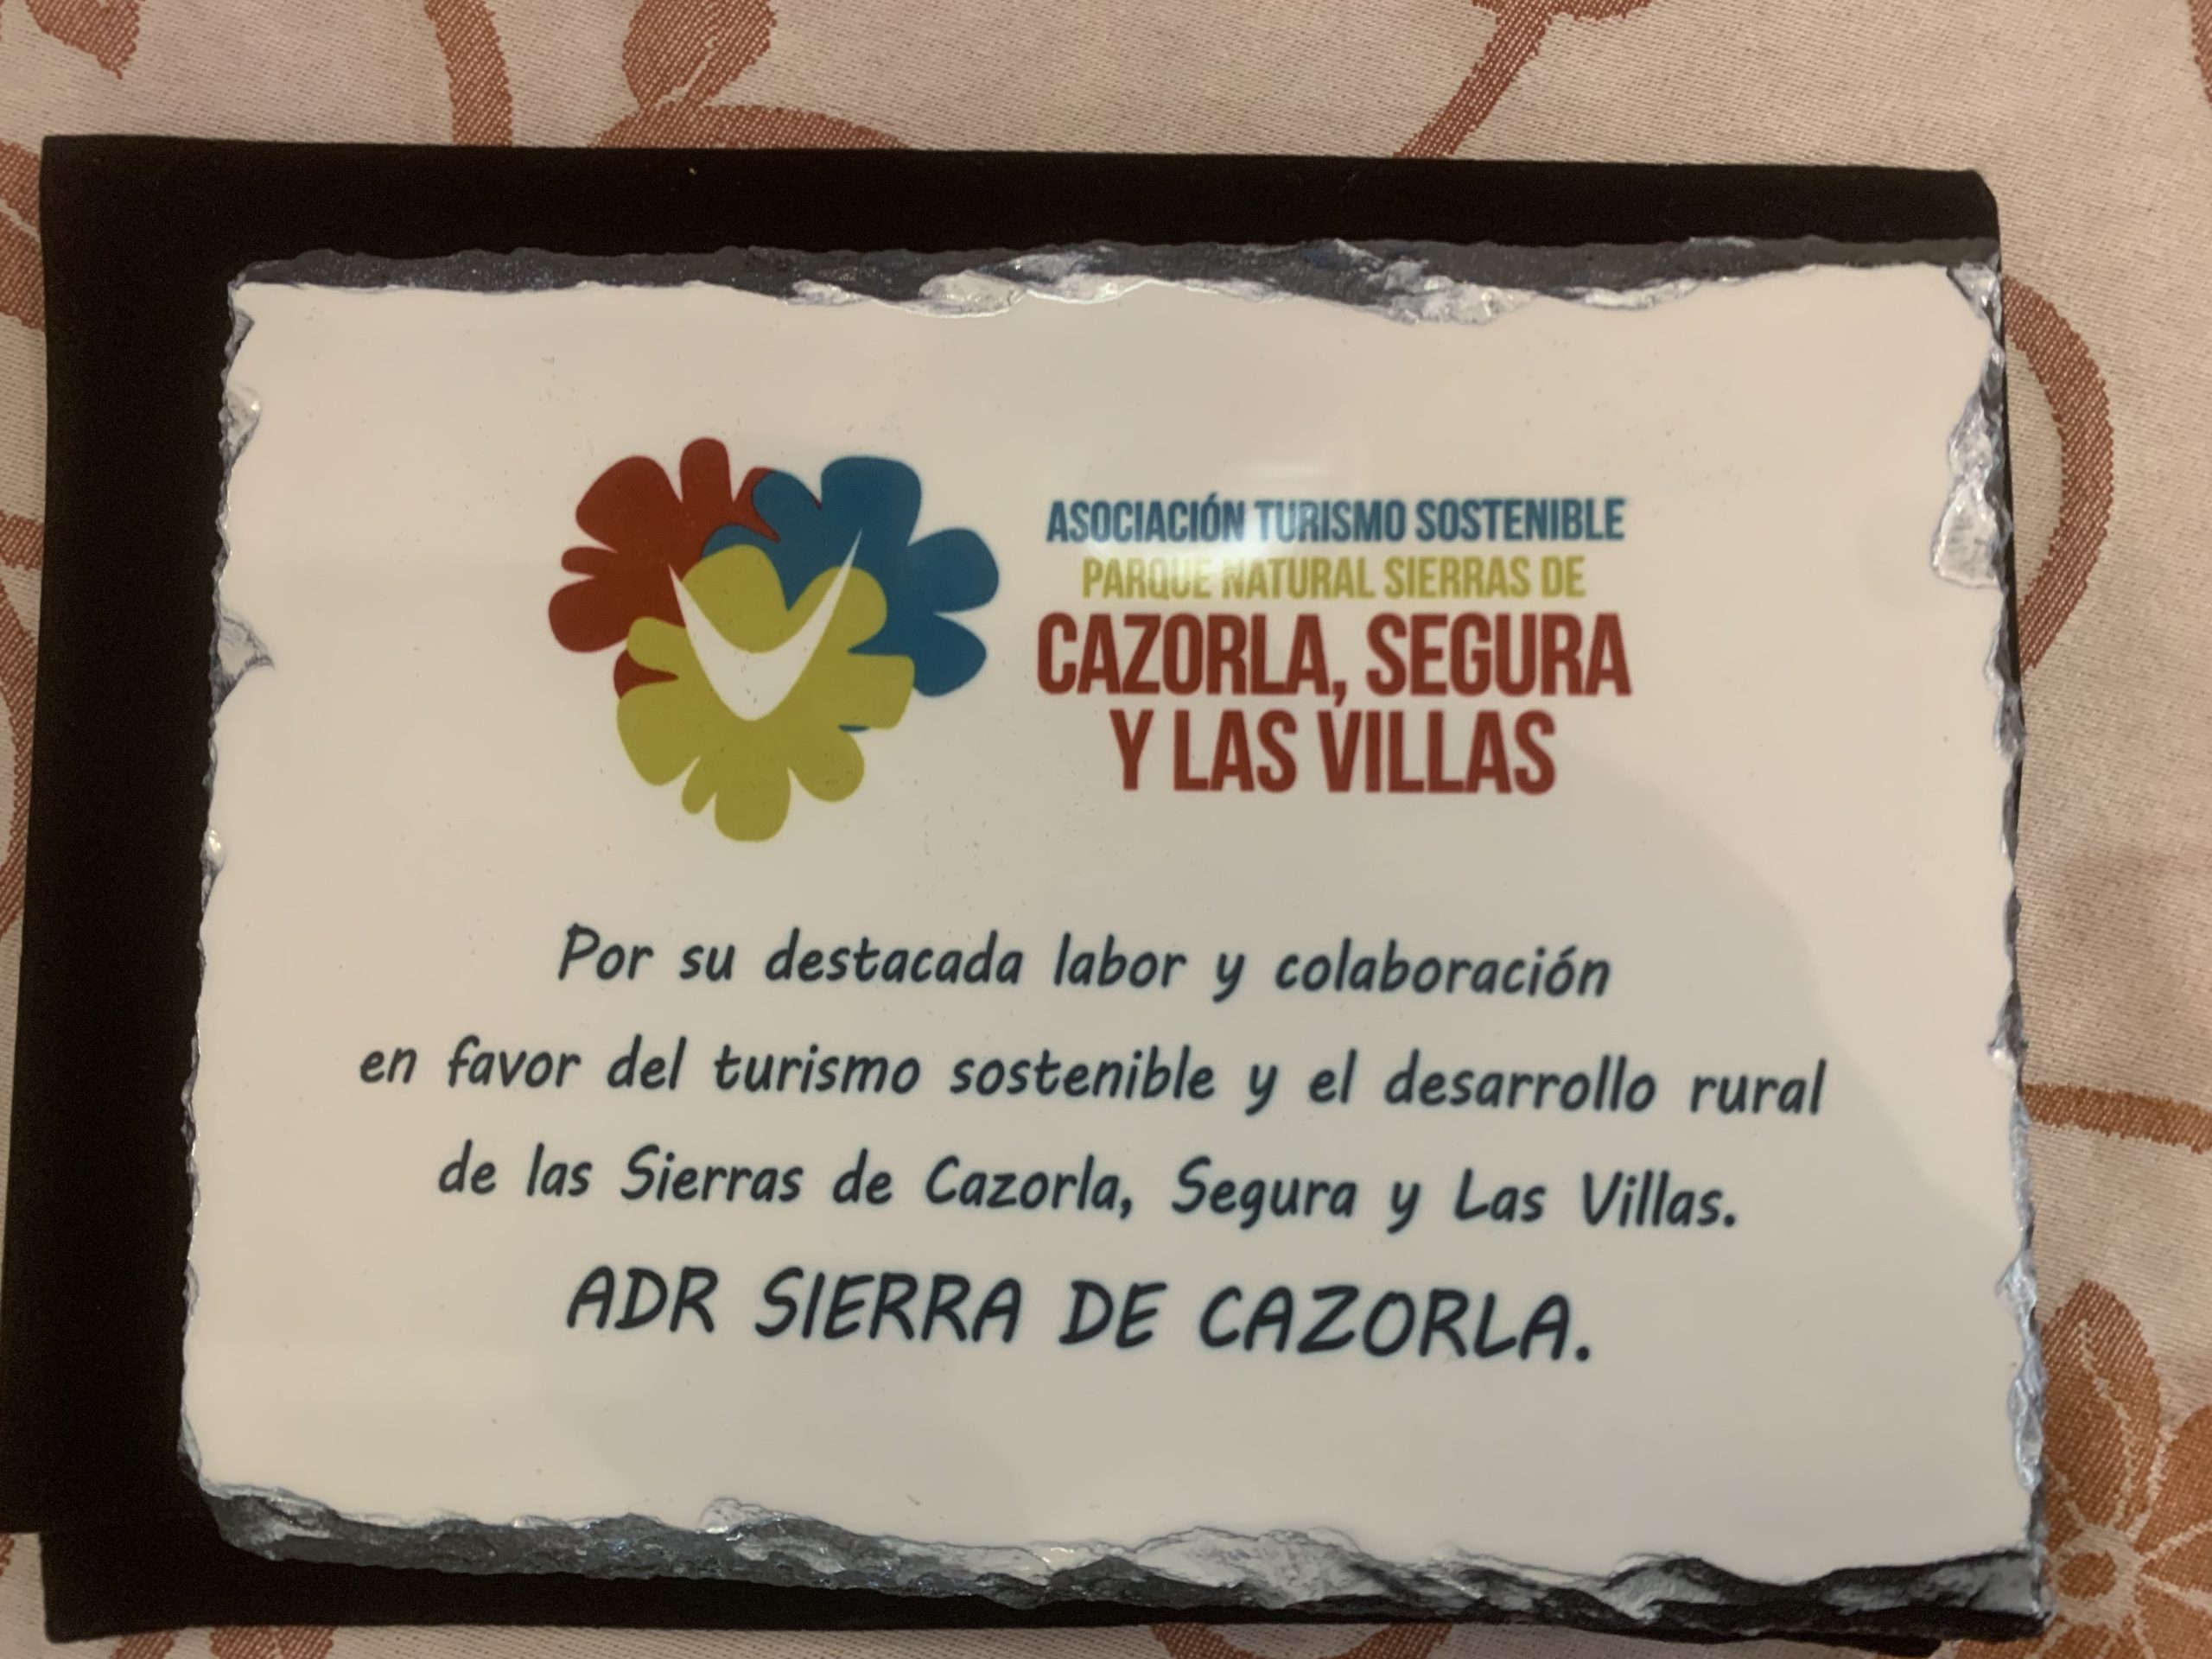 ASOCIACIÓN TURISMO SOSTENIBLE
PARQUE NATURAL SIERRAS DE
CAZORLA, SEGURA
Y LAS VILLAS
Por su destacada labor y colaboración
en favor del turismo sostenible y el desarrollo rural
de las Sierras de Cazorla, Segura y Las Villas.
ADR SIERRA DE CAZORLA.